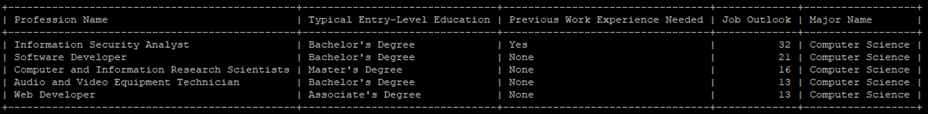 +-------------------------------------------+------------------------------+-------------------------------+-------------+------------------+
| Profession Name | Typical Entry-Level Education | Previous Work Experience Needed | Job Outlook | Major Name |
+-------------------------------------------+------------------------------+-------------------------------+-------------+------------------+
| Information Security Analyst | Bachelor's Degree | Yes | 32 | Computer Science |
| Software Developer | Bachelor's Degree | None | 21 | Computer Science |
| Computer and Information Research Scientists | Master's Degree | None | 16 | Computer Science |
| Audio and Video Equipment Technician | Bachelor's Degree | None | 13 | Computer Science |
| Web Developer | Associate's Degree | None | 13 | Computer Science |
+-------------------------------------------+------------------------------+-------------------------------+-------------+------------------+